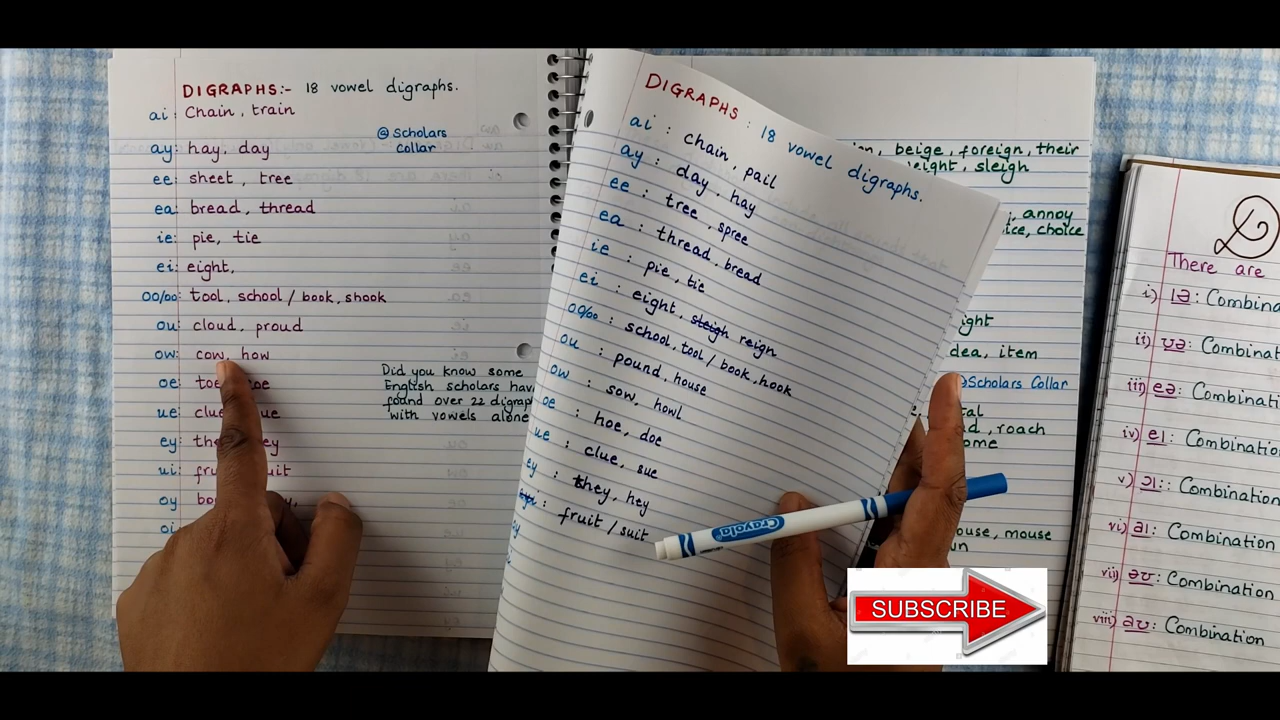 DIGRAPHS:- 18 vowel digraphs.
ai: Chain, train
@ Scholars
collar
ay: hay, day
ee: sheet, tree
ea: bread, thread
ie: pie, tie
ei: eight,
oo/oo: tool, school / book, shook
ou: cloud, proud
ow: cow, how
oe:
ue:
ey:
ui:
oy
oi
Did you know some
English scholars
found over 22
with vowels alone
DIGRAPHS : 18 vowel digraphs.
ai : chain, pail
ay : day, hay
ee : tree, spree
ea : thread, bread
ie : pie, tie
ei : eight, sleigh reign
oo/oo : school, tool / book, hook
ou : pound, house
ow : sow, howl
oe : hoe, doe
ue : clue, sue
ey : they, hey
: fruit / suit
beige, foreign, their
sleigh
, annoy
choice
item
@Scholars Collar
, roach
mouse
SUBSCRIBE
There are
i) ɪə: Combina
ii) ʊə: Combinat
iii) eə: Combinat
iv) eɪ: Combination
v) ɔɪ: Combination
vi) aɪ: Combination
vii) əʊ: Combination
viii) aʊ: Combination
Crayola